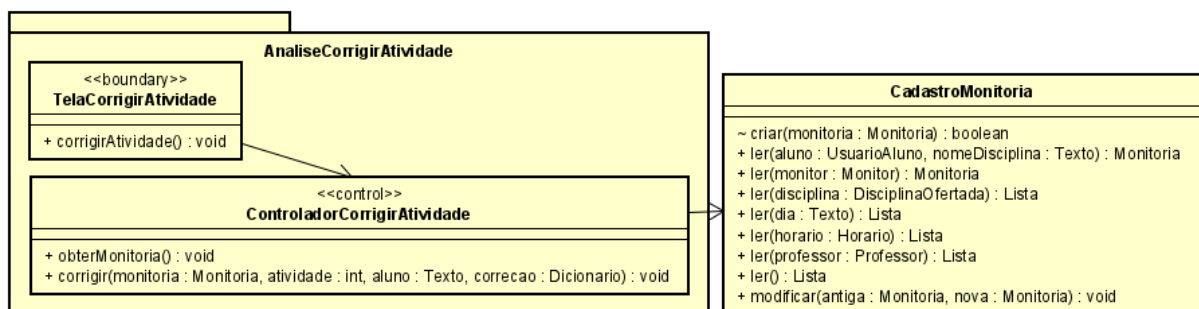 AnaliseCorrigirAtividade
<<boundary>>
TelaCorrigirAtividade
+ corrigirAtividade() : void
<<control>>
ControladorCorrigirAtividade
+ obterMonitoria() : void
+ corrigir(monitoria : Monitoria, atividade : int, aluno : Texto, correcao : Dicionario) : void
CadastroMonitoria
~ criar(monitoria : Monitoria) : boolean
+ ler(aluno : UsuarioAluno, nomeDisciplina : Texto) : Monitoria
+ ler(monitor : Monitor) : Monitoria
+ ler(disciplina : DisciplinaOfertada) : Lista
+ ler(dia : Texto) : Lista
+ ler(horario : Horario) : Lista
+ ler(professor : Professor) : Lista
+ ler() : Lista
+ modificar(antiga : Monitoria, nova : Monitoria) : void